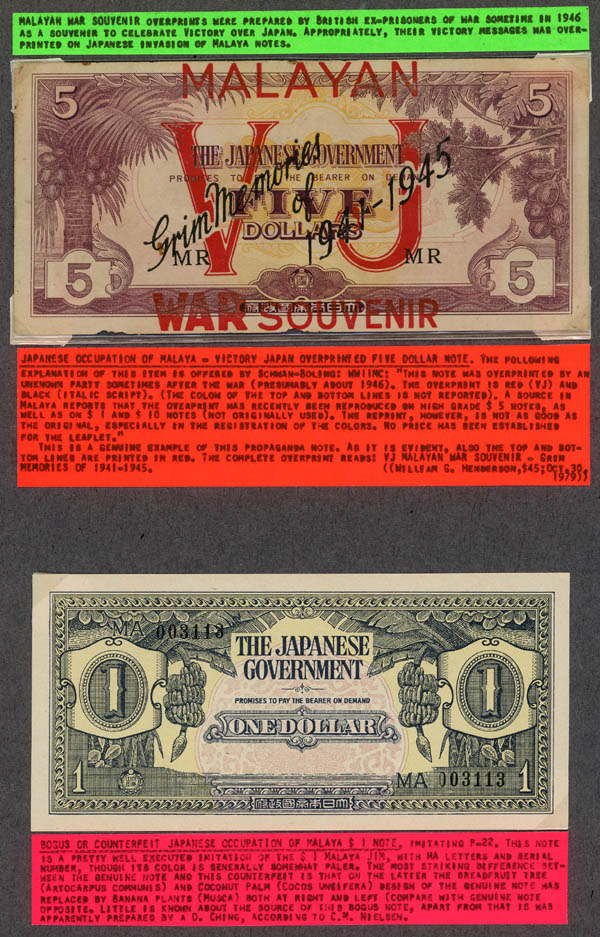 MALAYAN WAR SOUVENIR OVERPRINTS WERE PREPARED BY BRITISH EX-PRISONERS OF WAR SOMETIME IN 1946
AS A SOUVENIR TO CELEBRATE VICTORY OVER JAPAN. APPROPRIATELY, THEIR VICTORY MESSAGES WAS OVER-
PRINTED ON JAPANESE INVASION OF MALAYA NOTES.
MALAYAN
5 5
VJ
THE JAPANESE GOVERNMENT
PROMISES TO THE BEARER ON DEMAND
FIVE
DOLLARS
Grim Memories
of
1941-1945
MR MR
5 5
WAR SOUVENIR
JAPANESE OCCUPATION OF MALAYA - VICTORY JAPAN OVERPRINTED FIVE DOLLAR NOTE. THE FOLLOWING
EXPLANATION OF THIS ITEM IS OFFERED BY SCHWAN-BOLING: WWIINC: "THIS NOTE WAS OVERPRINTED BY AN
UNKNOWN PARTY SOMETIMES AFTER THE WAR (PRESUMABLY ABOUT 1946). THE OVERPRINT IS RED (VJ) AND
BLACK (ITALIC SCRIPT). (THE COLOM OF THE TOP AND BOTTOM LINES IS NOT REPORTED). A SOURCE IN
MALAYA REPORTS THAT THE OVERPRINT WAS RECENTLY BEEN REPRODUCED ON HIGH GRADE $ 5 NOTES, AS
WELL AS ON $ 1 AND $ 10 NOTES (NOT ORIGINALLY USED). THE REPRINT, HOWEVER, IS NOT AS GOOD AS
THE ORIGINAL, ESPECIALLY IN THE REGISTRATION OF THE COLORS. NO PRICE HAS BEEN ESTABLISHED
FOR THE LEAFLET."
THIS IS A GENUINE EXAMPLE OF THIS PROPAGANDA NOTE. AS IT IS EVIDENT, ALSO THE TOP AND BOT-
TOM LINES ARE PRINTED IN RED. THE COMPLETE OVERPRINT READS: VJ MALAYAN WAR SOUVENIR - GRIM
MEMORIES OF 1941-1945. ((WILLIAM G. HENDERSON,$45;OCT.30,
1979))
MA 003113
THE JAPANESE
GOVERNMENT
PROMISES TO PAY THE BEARER ON DEMAND
1 1
ONE DOLLAR
1 MA 003113 1
府政國帝本日大
BOGUS OR COUNTERFEIT JAPANESE OCCUPATION OF MALAYA $ 1 NOTE, IMITATING P-22. THIS NOTE
IS A PRETTY WELL EXECUTED IMITATION OF THE $ 1 MALAYA JIM, WITH MA LETTERS AND SERIAL
NUMBER, THOUGH ITS COLOR IS GENERALLY SOMEWHAT PALER. THE MOST STRIKING DIFFERENCE BET-
WEEN THE GENUINE NOTE AND THIS COUNTERFEIT IS THAT ON THE LATTER THE BREADFRUIT TREE
(ARTOCARPUS COMMUNIS) AND COCONUT PALM (COCOS UNCIFERA) DESIGN OF THE GENUINE NOTE WAS
REPLACED BY BANANA PLANTS (MUSCA) BOTH AT RIGHT AND LEFT (COMPARE WITH GENUINE NOTE
OPPOSITE. LITTLE IS KNOWN ABOUT THE SOURCE OF THIS BOGUS NOTE, APART FROM THAT IS WAS
APPARENTLY PREPARED BY A D. CHING, ACCORDING TO C.M. NIELSEN.